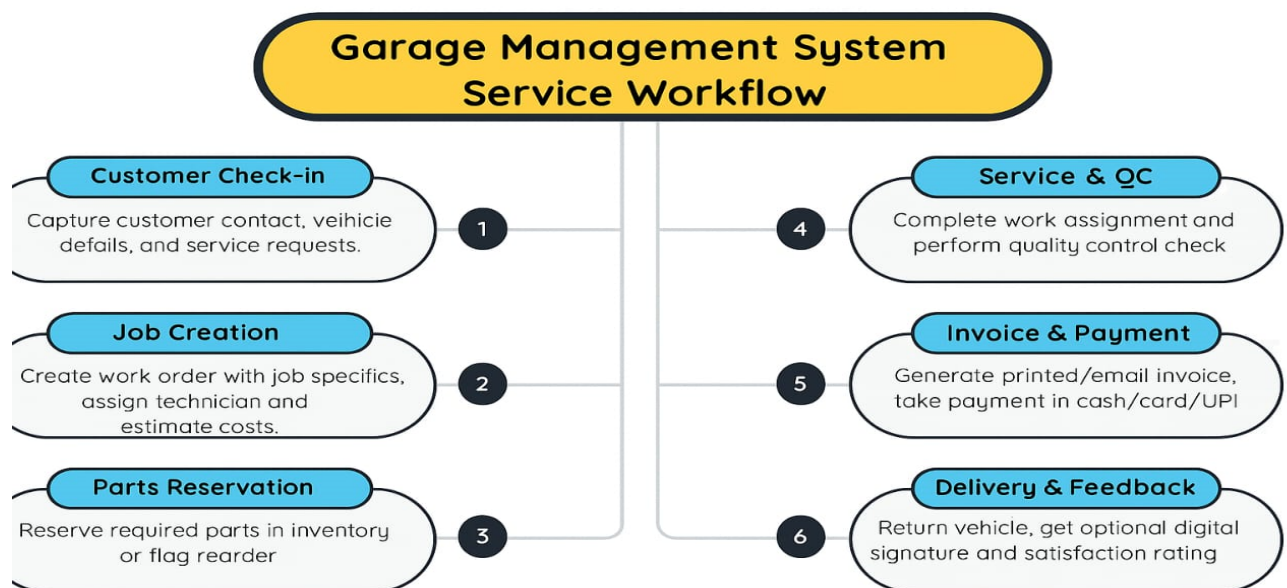 Garage Management System
Service Workflow
Customer Check-in
Capture customer contact, veihicie
defails, and service requests.
1
Job Creation
Create work order with job specifics,
assign technician and
estimate costs.
2
Parts Reservation
Reserve required parts in inventory
or flag rearder
3
Service & QC
Complete work assignment and
perform quality control check
4
Invoice & Payment
Generate printed/email invoice,
take payment in cash/card/UPI
5
Delivery & Feedback
Return vehicle, get optional digital
signature and satisfaction rating
6